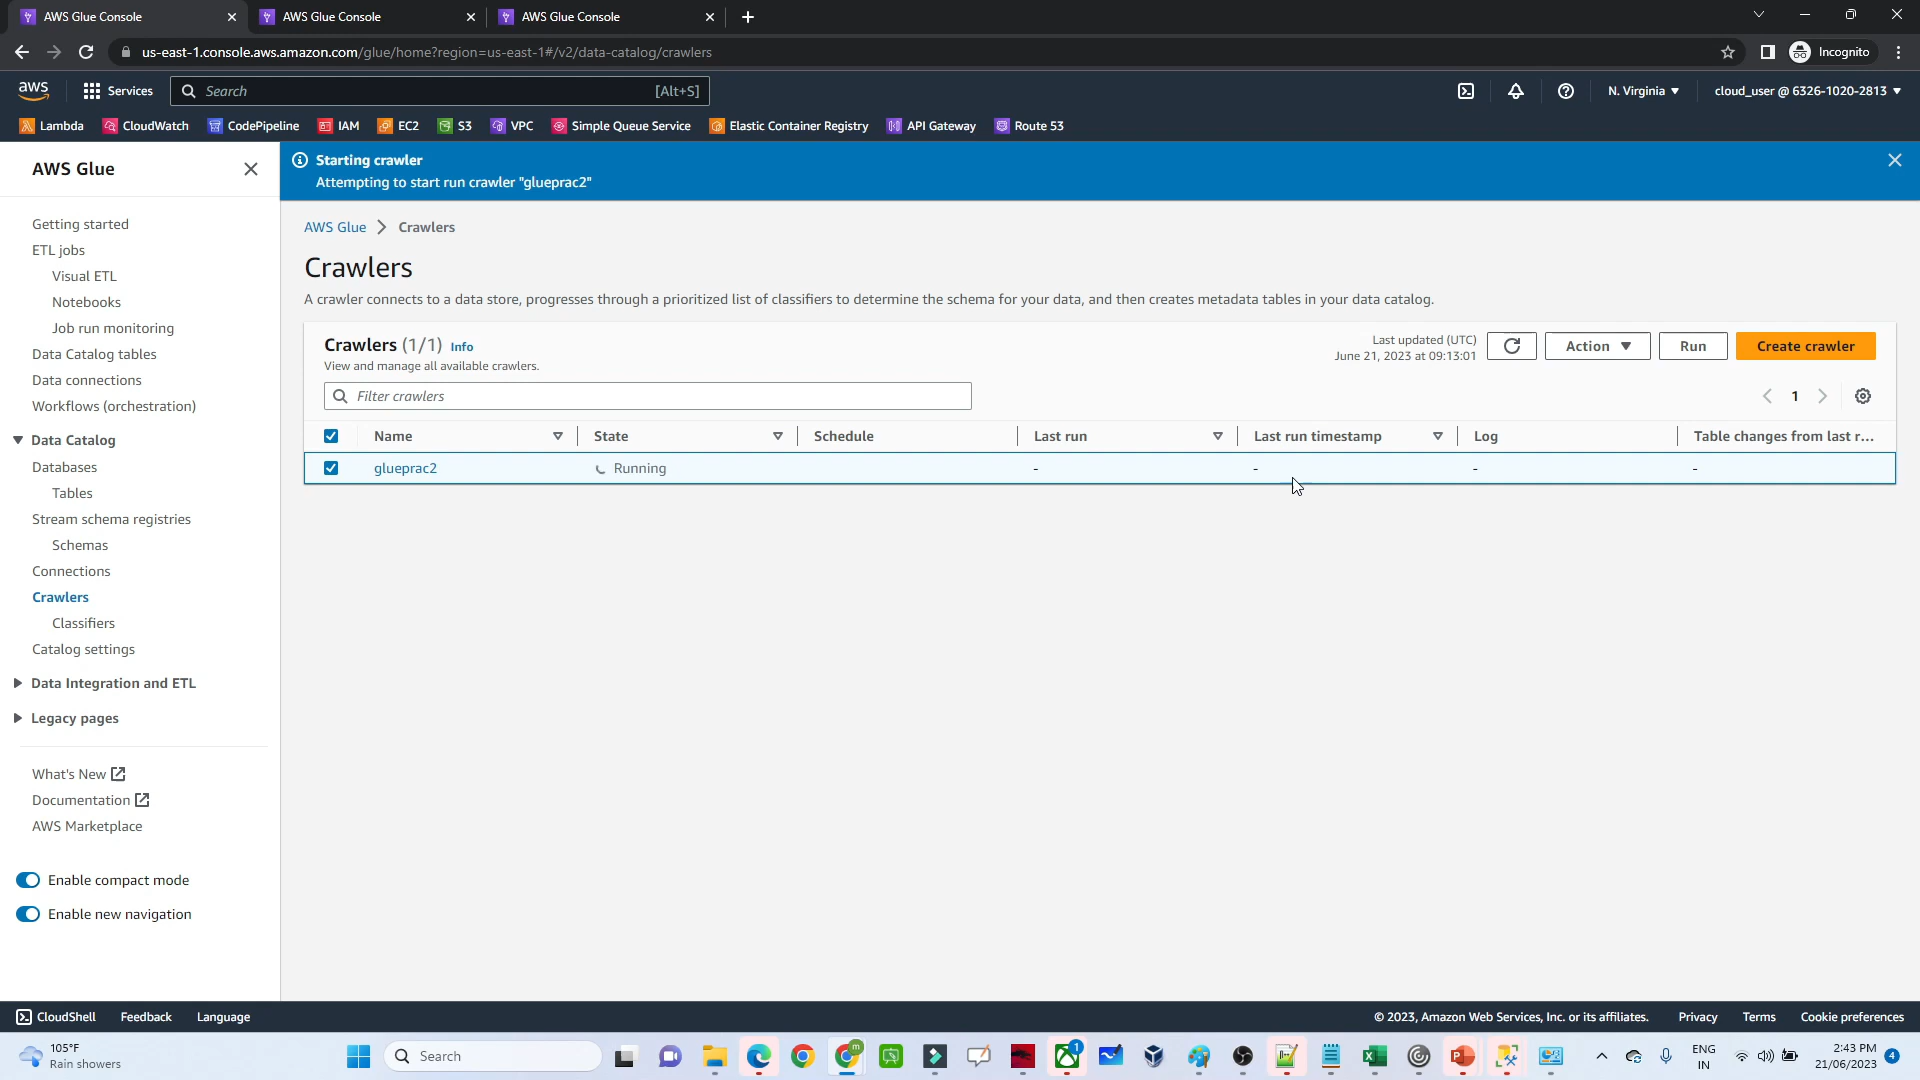 AWS Glue Console
AWS Glue Console
AWS Glue Console
us-east-1.console.aws.amazon.com/glue/home?region=us-east-1#/v2/data-catalog/crawlers
Incognito
aws
Services
Search
[Alt+S]
N. Virginia
cloud_user @ 6326-1020-2813
Lambda
CloudWatch
CodePipeline
IAM
EC2
S3
VPC
Simple Queue Service
Elastic Container Registry
API Gateway
Route 53
AWS Glue
Getting started
ETL jobs
Visual ETL
Notebooks
Job run monitoring
Data Catalog tables
Data connections
Workflows (orchestration)
Data Catalog
Databases
Tables
Stream schema registries
Schemas
Connections
Crawlers
Classifiers
Catalog settings
Data Integration and ETL
Legacy pages
What's New
Documentation
AWS Marketplace
Enable compact mode
Enable new navigation
Starting crawler
Attempting to start run crawler "glueprac2"
AWS Glue
Crawlers
Crawlers
A crawler connects to a data store, progresses through a prioritized list of classifiers to determine the schema for your data, and then creates metadata tables in your data catalog.
Crawlers (1/1) Info
View and manage all available crawlers.
Last updated (UTC)
June 21, 2023 at 09:13:01
Action
Run
Create crawler
Filter crawlers
1
Name
State
Schedule
Last run
Last run timestamp
Log
Table changes from last r...
glueprac2
Running
-
-
-
-
CloudShell
Feedback
Language
© 2023, Amazon Web Services, Inc. or its affiliates.
Privacy
Terms
Cookie preferences
105°F
Rain showers
Search
m
1
ENG
IN
2:43 PM
21/06/2023
4